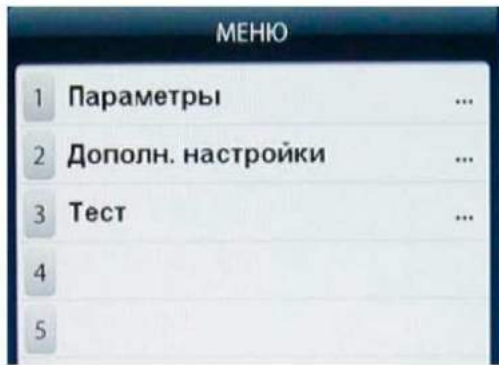 МЕНЮ
1 Параметры ...
2 Дополн. настройки ...
3 Тест ...
4
5